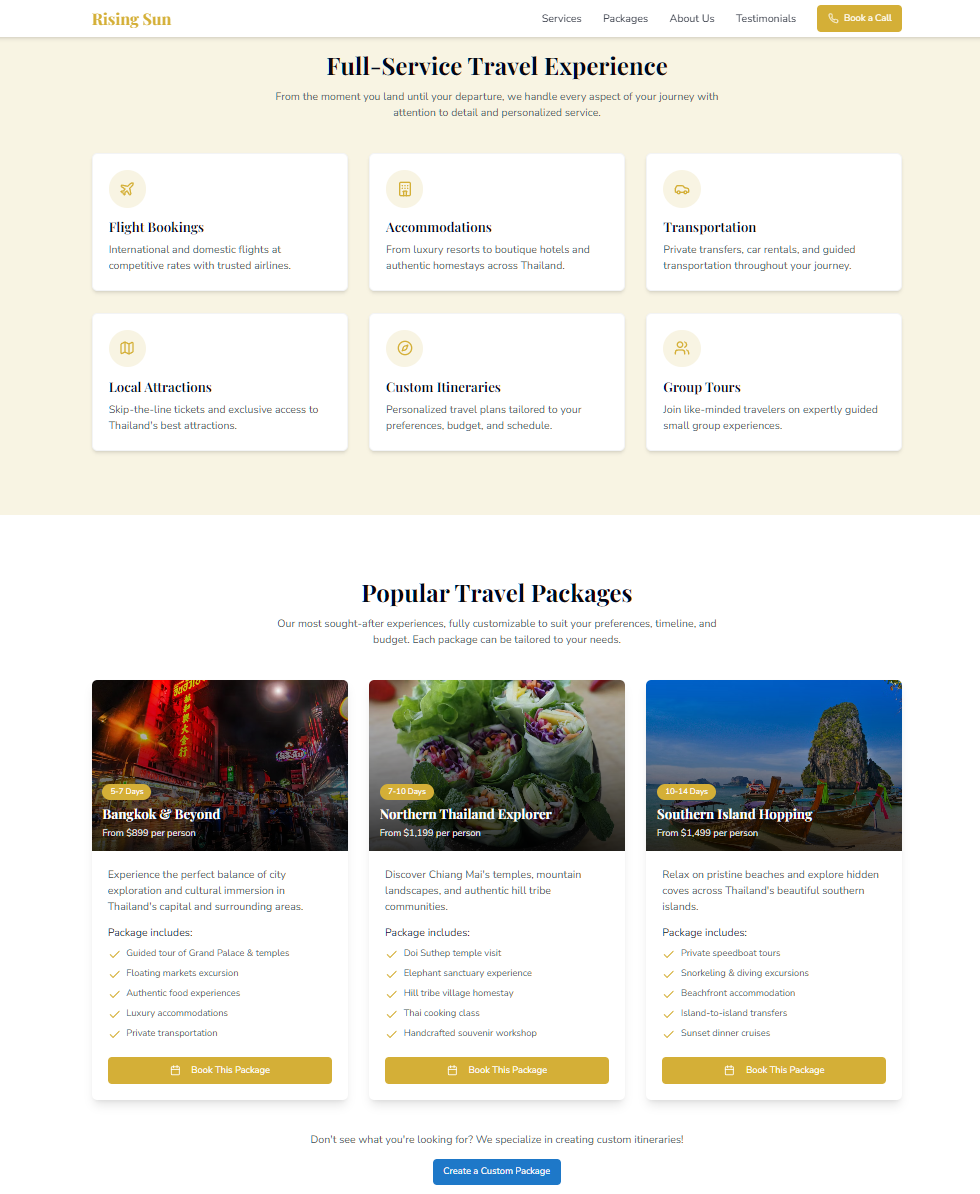 Rising Sun
Services
Packages
About Us
Testimonials
Book a Call
Full-Service Travel Experience
From the moment you land until your departure, we handle every aspect of your journey with
attention to detail and personalized service.
Flight Bookings
International and domestic flights at
competitive rates with trusted airlines.
Accommodations
From luxury resorts to boutique hotels and
authentic homestays across Thailand.
Transportation
Private transfers, car rentals, and guided
transportation throughout your journey.
Local Attractions
Skip-the-line tickets and exclusive access to
Thailand's best attractions.
Custom Itineraries
Personalized travel plans tailored to your
preferences, budget, and schedule.
Group Tours
Join like-minded travelers on expertly guided
small group experiences.
Popular Travel Packages
Our most sought-after experiences, fully customizable to suit your preferences, timeline, and
budget. Each package can be tailored to your needs.
5-7 Days
Bangkok & Beyond
From $899 per person
Experience the perfect balance of city
exploration and cultural immersion in
Thailand's capital and surrounding areas.
Package includes:
Guided tour of Grand Palace & temples
Floating markets excursion
Authentic food experiences
Luxury accommodations
Private transportation
Book This Package
7-10 Days
Northern Thailand Explorer
From $1,199 per person
Discover Chiang Mai's temples, mountain
landscapes, and authentic hill tribe
communities.
Package includes:
Doi Suthep temple visit
Elephant sanctuary experience
Hill tribe village homestay
Thai cooking class
Handcrafted souvenir workshop
Book This Package
10-14 Days
Southern Island Hopping
From $1,499 per person
Relax on pristine beaches and explore hidden
coves across Thailand's beautiful southern
islands.
Package includes:
Private speedboat tours
Snorkeling & diving excursions
Beachfront accommodation
Island-to-island transfers
Sunset dinner cruises
Book This Package
Don't see what you're looking for? We specialize in creating custom itineraries!
Create a Custom Package